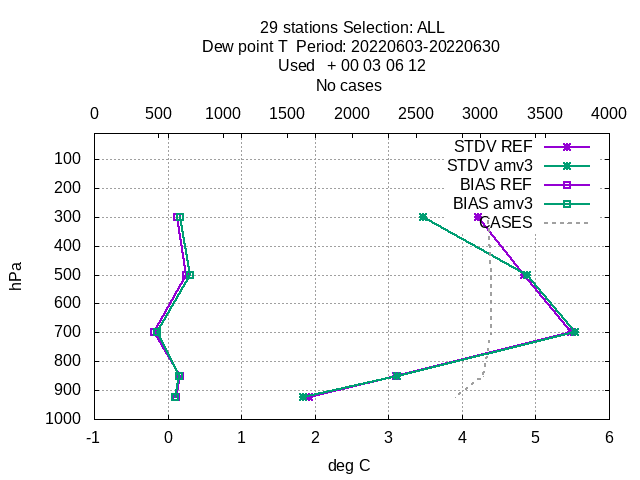 29 stations Selection: ALL
Dew point T  Period: 20220603-20220630
Used   + 00 03 06 12
No cases
0 500 1000 1500 2000 2500 3000 3500 4000
STDV REF
STDV amv3
BIAS REF
BIAS amv3
CASES
100
200
300
400
500
600
700
800
900
1000
hPa
-1 0 1 2 3 4 5 6
deg C